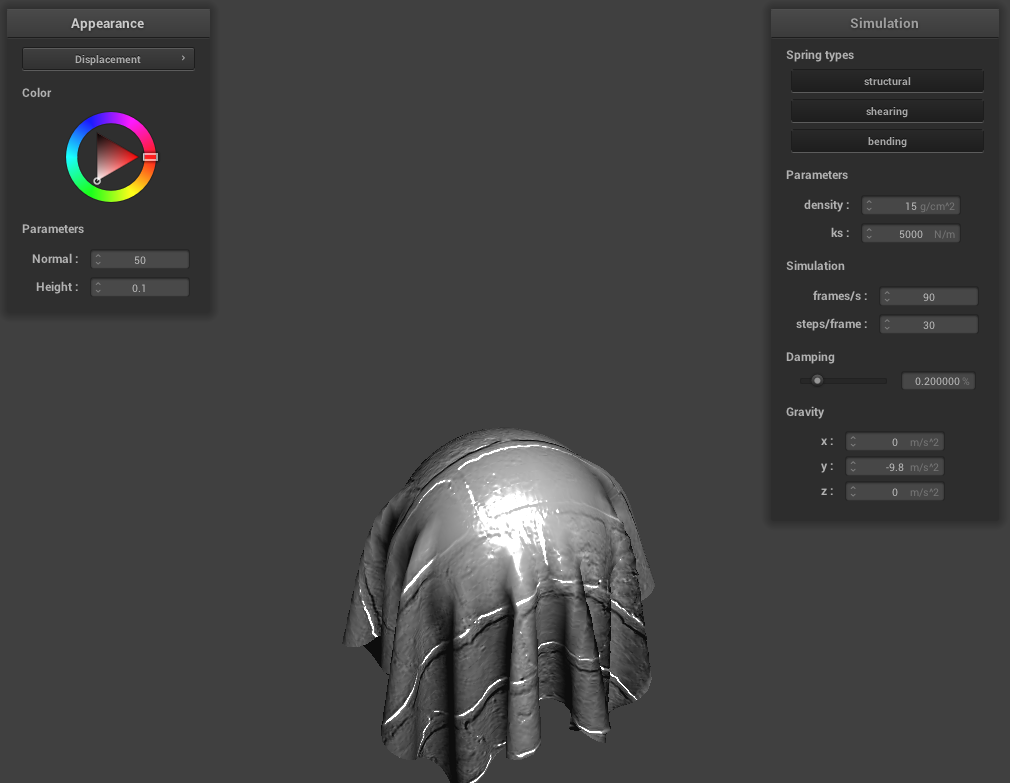 Appearance
Displacement
Color
Parameters
Normal : 50
Height : 0.1
Simulation
Spring types
structural
shearing
bending
Parameters
density : 15 g/cm^2
ks : 5000 N/m
Simulation
frames/s : 90
steps/frame : 30
Damping
0.200000 %
Gravity
x : 0 m/s^2
y : -9.8 m/s^2
z : 0 m/s^2